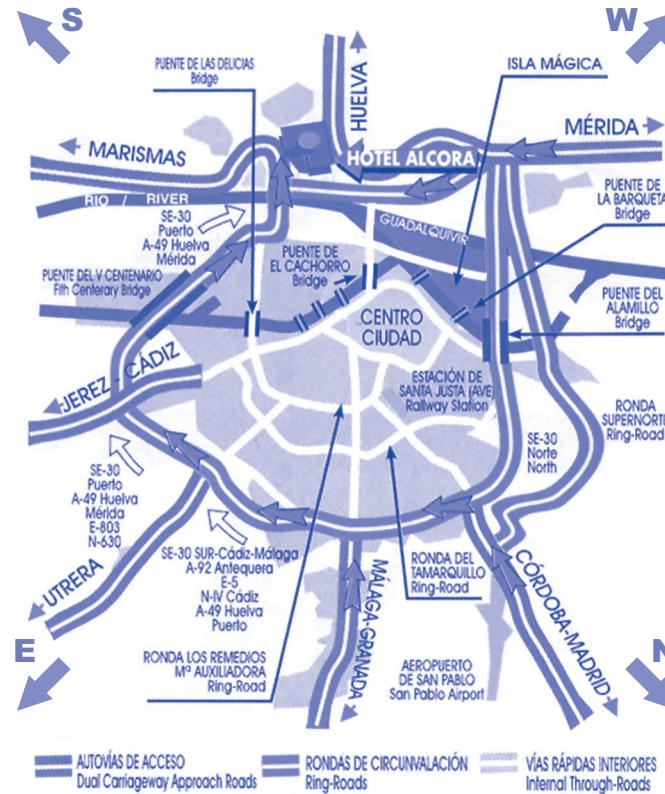 S
W
PUENTE DE LAS DELICIAS
Bridge
HUELVA
ISLA MÁGICA
MARISMAS
HOTEL ALCORA
MÉRIDA
RIO / RIVER
SE-30
Puerto
A-49 Huelva
Mérida
GUADALQUIVIR
PUENTE DE
LA BARQUETA
Bridge
PUENTE DEL V CENTENARIO
Fith Centerary Bridge
PUENTE DE
EL CACHORRO
Bridge
PUENTE DEL
ALAMILLO
Bridge
CENTRO
CIUDAD
JEREZ - CÁDIZ
ESTACIÓN DE
SANTA JUSTA (AVE)
Raltway Station
RONDA
SUPERNORTE
Ring-Road
SE-30
Norte
North
SE-30
Puerto
A-49 Huelva
Mérida
E-803
N-630
UTRERA
SE-30 SUR-Cádiz-Málaga
A-92 Antequera
E-5
N-IV Cádiz
A-49 Huelva
Puerto
MÁLAGA-GRANADA
RONDA DEL
TAMARQUILLO
Ring-Road
CÓRDOBA-MADRID
E
N
RONDA LOS REMEDIOS
Mª AUXILIADORA
Ring-Road
AEROPUERTO
DE SAN PABLO
San Pablo Airport
AUTOVÍAS DE ACCESO
Dual Carriageway Approach Roads
RONDAS DE CIRCUNVALACIÓN
Ring-Roads
VÍAS RÁPIDAS INTERIORES
Internal Through-Roads